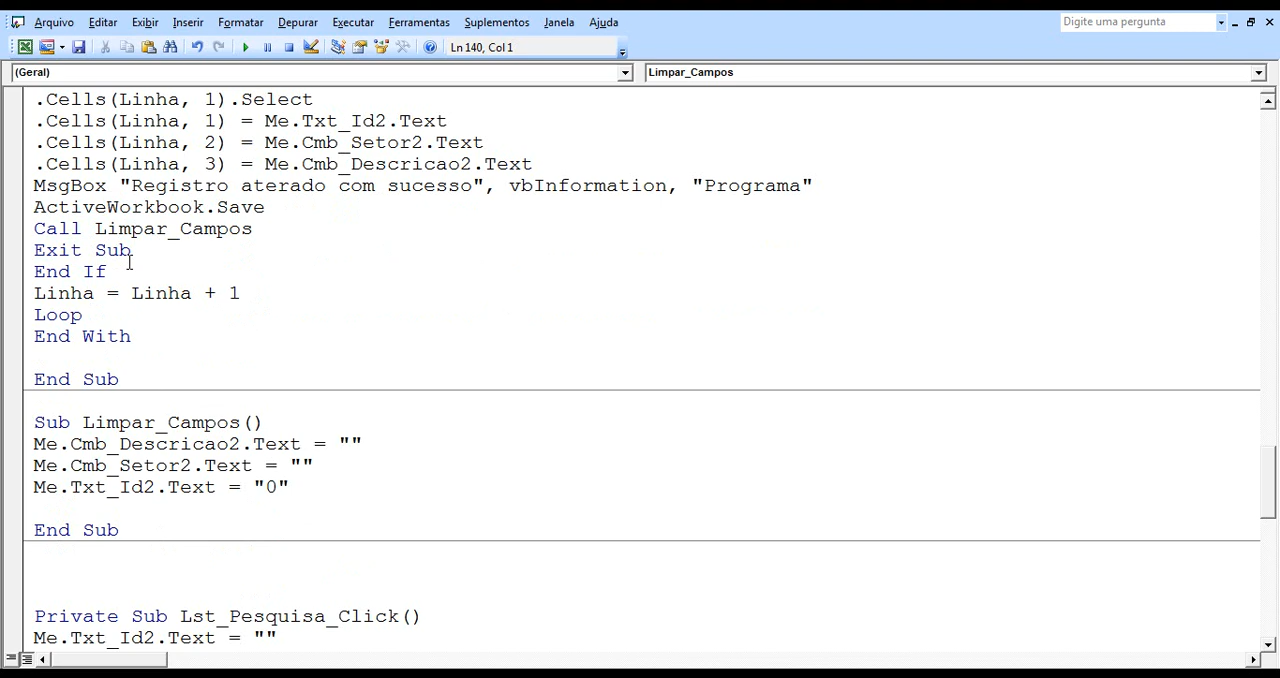 Arquivo Editar Exibir Inserir Formatar Depurar Executar Ferramentas Suplementos Janela Ajuda Digite uma pergunta
Ln 140, Col 1
(Geral) Limpar_Campos
.Cells(Linha, 1).Select
.Cells(Linha, 1) = Me.Txt_Id2.Text
.Cells(Linha, 2) = Me.Cmb_Setor2.Text
.Cells(Linha, 3) = Me.Cmb_Descricao2.Text
MsgBox "Registro aterado com sucesso", vbInformation, "Programa"
ActiveWorkbook.Save
Call Limpar_Campos
Exit Sub
End If
Linha = Linha + 1
Loop
End With
End Sub
Sub Limpar_Campos()
Me.Cmb_Descricao2.Text = ""
Me.Cmb_Setor2.Text = ""
Me.Txt_Id2.Text = "0"
End Sub
Private Sub Lst_Pesquisa_Click()
Me.Txt_Id2.Text = ""